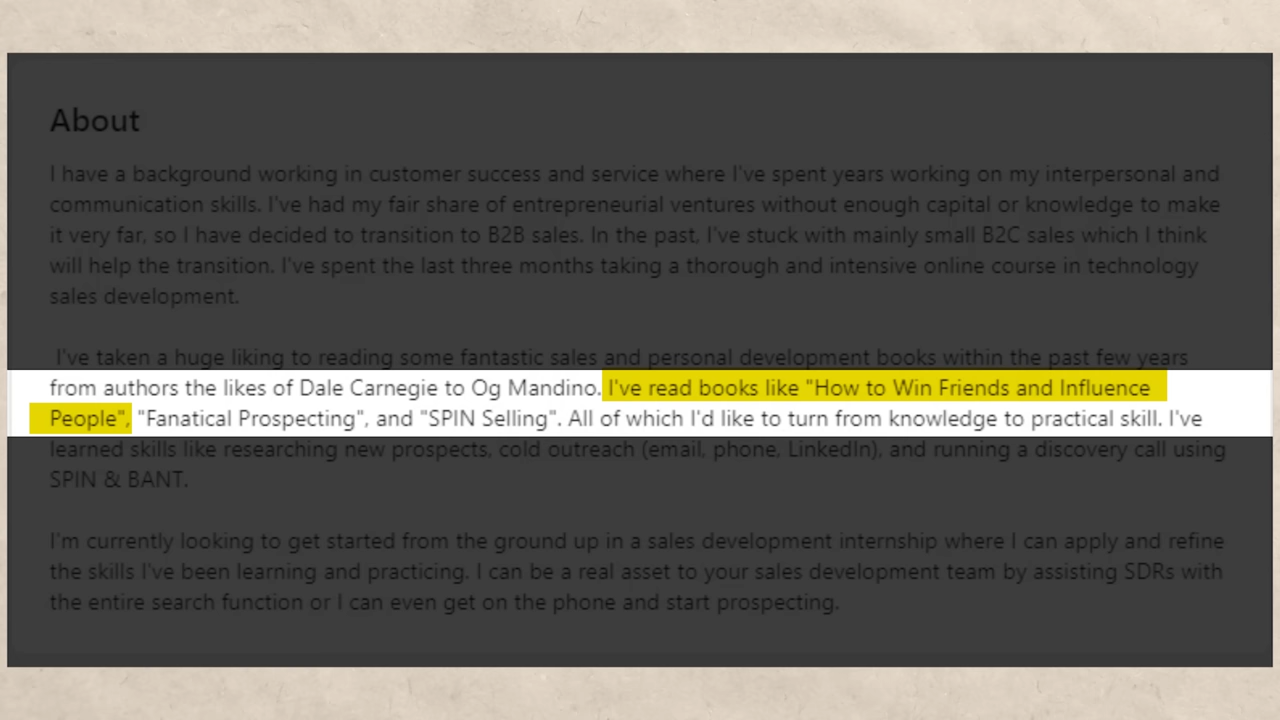 About
I have a background working in customer success and service where I've spent years working on my interpersonal and
communication skills. I've had my fair share of entrepreneurial ventures without enough capital or knowledge to make
it very far, so I have decided to transition to B2B sales. In the past, I've stuck with mainly small B2C sales which I think
will help the transition. I've spent the last three months taking a thorough and intensive online course in technology
sales development.
I've taken a huge liking to reading some fantastic sales and personal development books within the past few years
from authors the likes of Dale Carnegie to Og Mandino. I've read books like "How to Win Friends and Influence
People", "Fanatical Prospecting", and "SPIN Selling". All of which I'd like to turn from knowledge to practical skill. I've
learned skills like researching new prospects, cold outreach (email, phone, LinkedIn), and running a discovery call using
SPIN & BANT.
I'm currently looking to get started from the ground up in a sales development internship where I can apply and refine
the skills I've been learning and practicing. I can be a real asset to your sales development team by assisting SDRs with
the entire search function or I can even get on the phone and start prospecting.